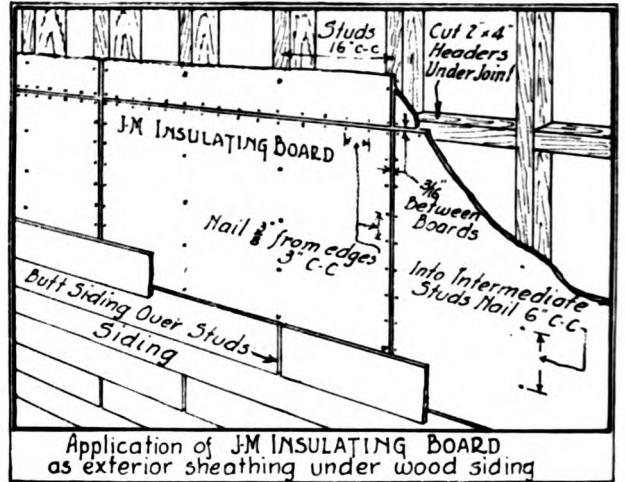 Studs
16" C-C
Cut 2"x4"
Headers
Under Joint
J-M INSULATING BOARD
3/16"
Between
Boards
Nail 3/8" from edges
3" C-C
Into Intermediate
Studs Nail 6" C-C
Butt Siding Over Studs
Siding
Application of J-M INSULATING BOARD
as exterior sheathing under wood siding